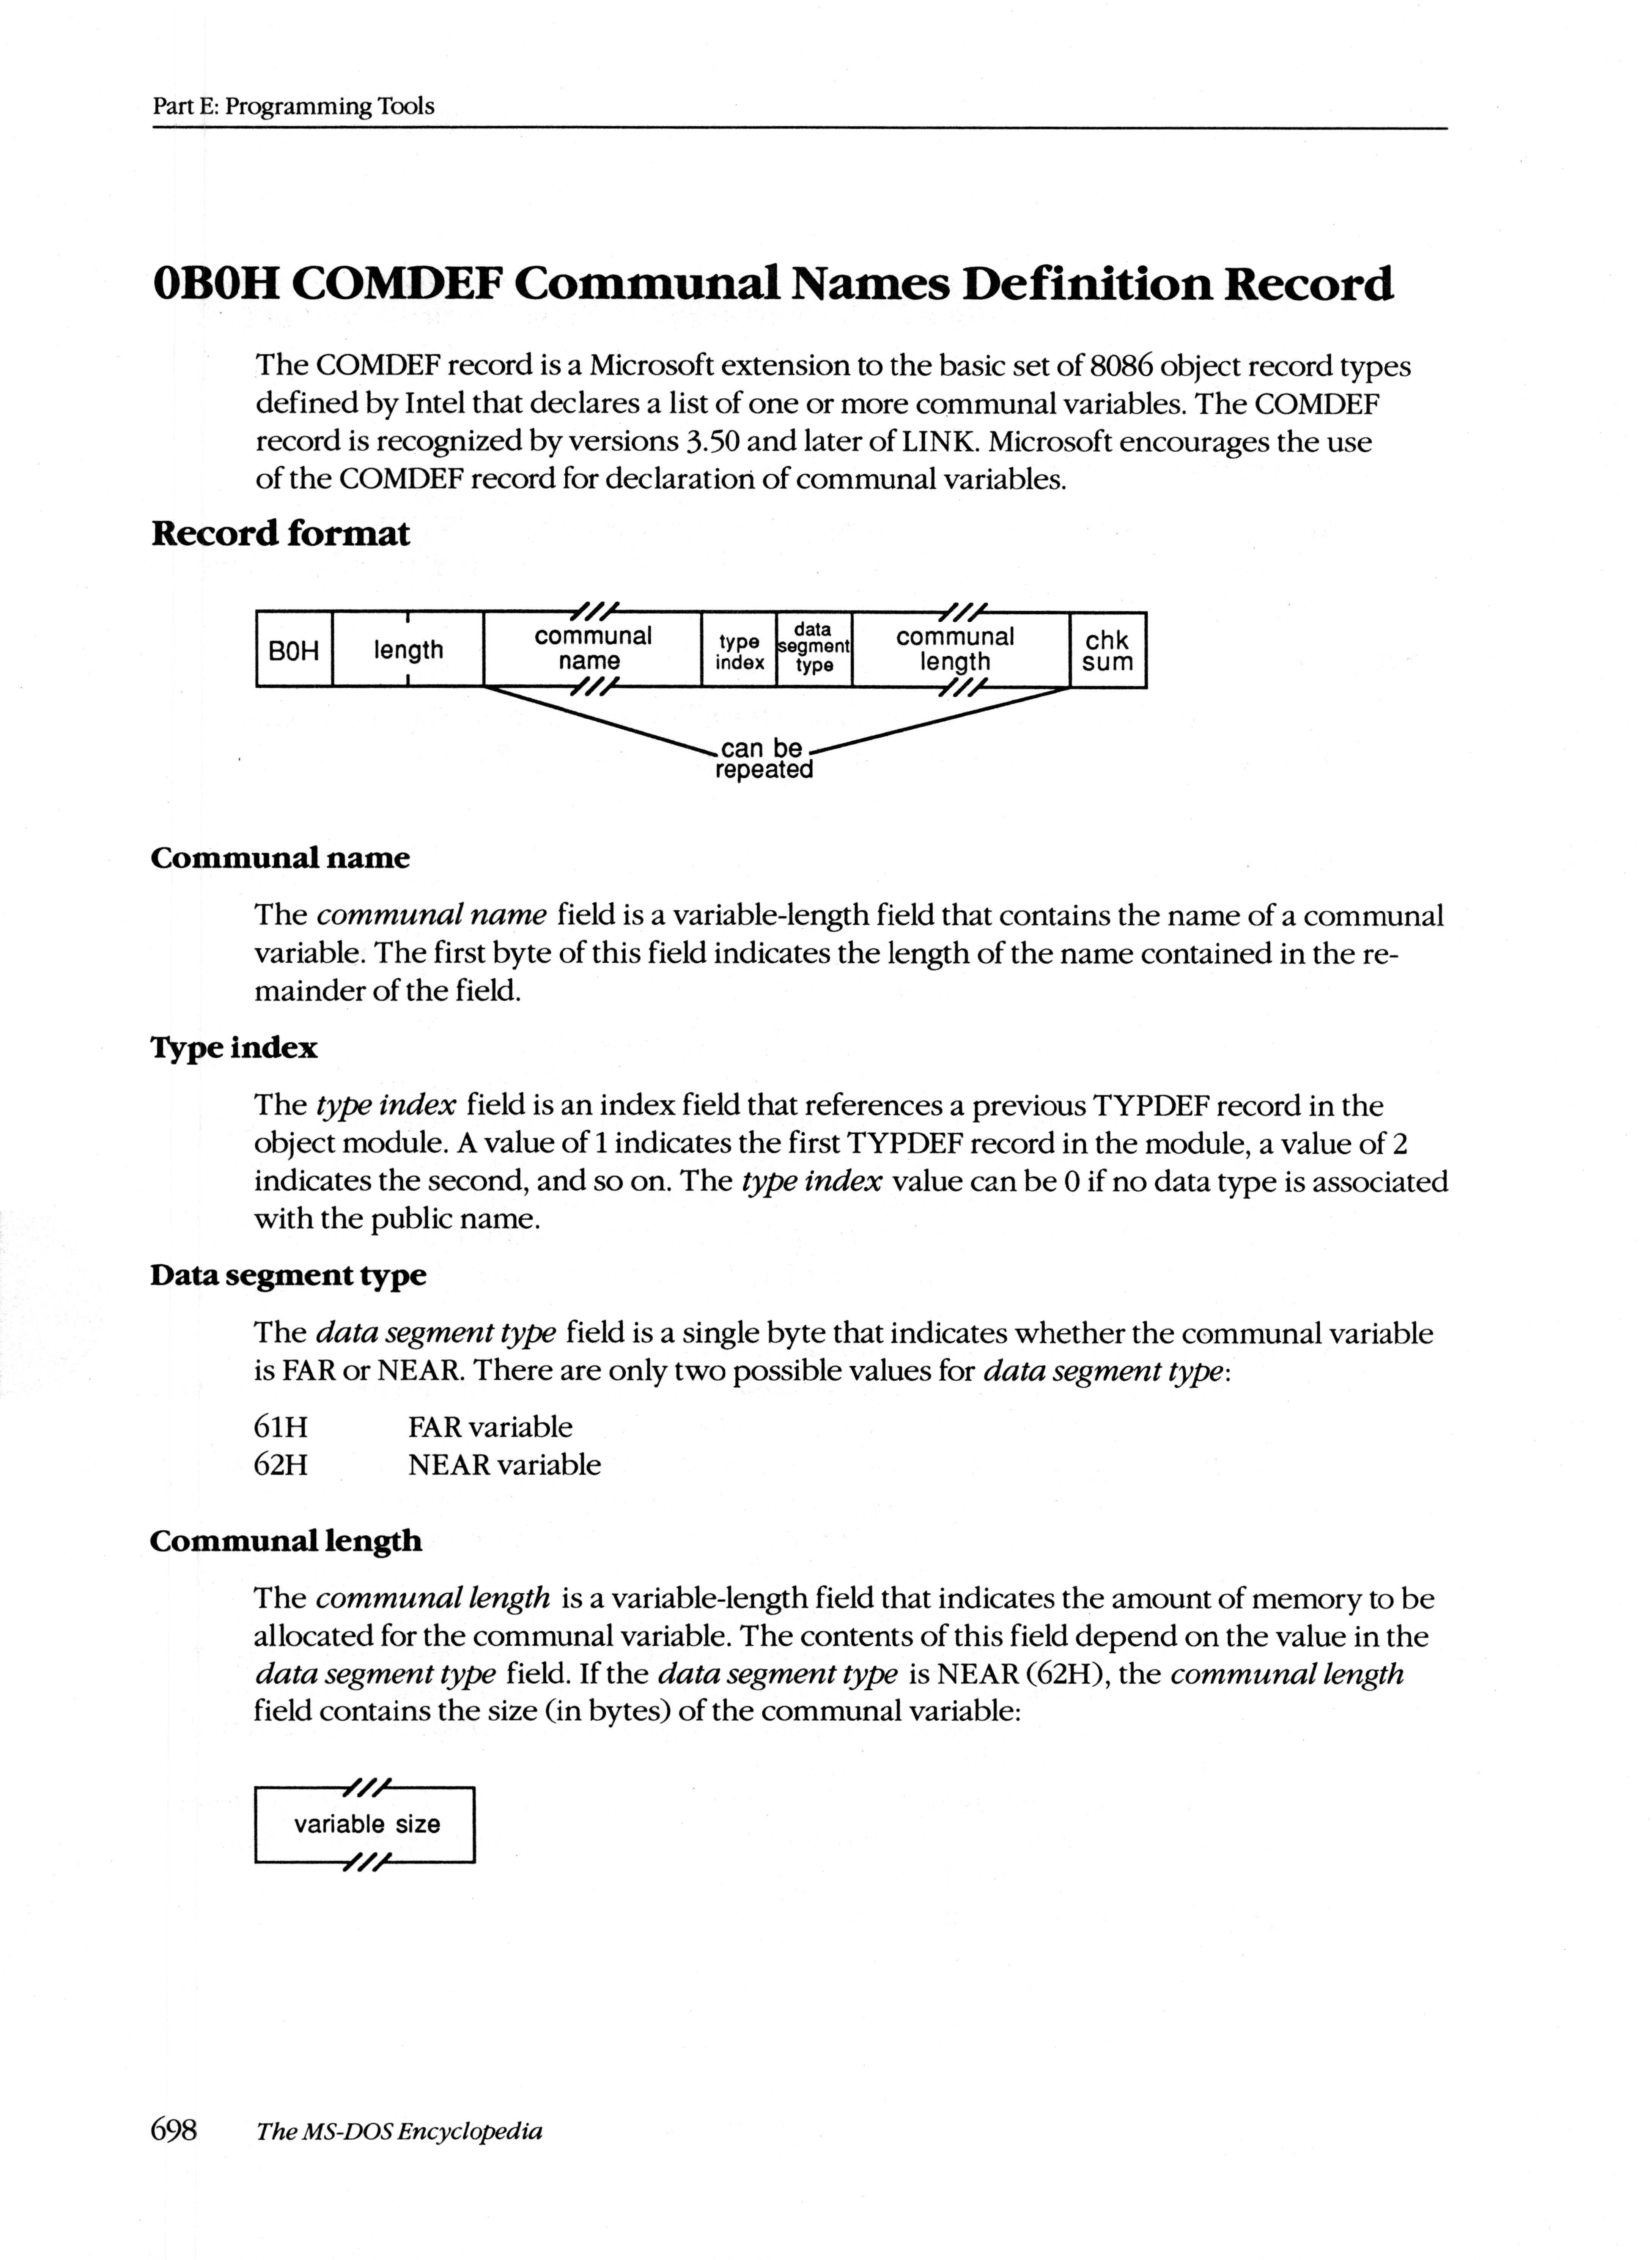 Part E: Programming Tools
0B0H COMDEF Communal Names Definition Record
The COMDEF record is a Microsoft extension to the basic set of 8086 object record types
defined by Intel that declares a list of one or more communal variables. The COMDEF
record is recognized by versions 3.50 and later of LINK. Microsoft encourages the use
of the COMDEF record for declaration of communal variables.
Record format
B0H length communal name type index data segment type communal length chk sum
can be
repeated
Communal name
The communal name field is a variable-length field that contains the name of a communal
variable. The first byte of this field indicates the length of the name contained in the re-
mainder of the field.
Type index
The type index field is an index field that references a previous TYPDEF record in the
object module. A value of 1 indicates the first TYPDEF record in the module, a value of 2
indicates the second, and so on. The type index value can be 0 if no data type is associated
with the public name.
Data segment type
The data segment type field is a single byte that indicates whether the communal variable
is FAR or NEAR. There are only two possible values for data segment type:
61H FAR variable
62H NEAR variable
Communal length
The communal length is a variable-length field that indicates the amount of memory to be
allocated for the communal variable. The contents of this field depend on the value in the
data segment type field. If the data segment type is NEAR (62H), the communal length
field contains the size (in bytes) of the communal variable:
variable size
698 The MS-DOS Encyclopedia